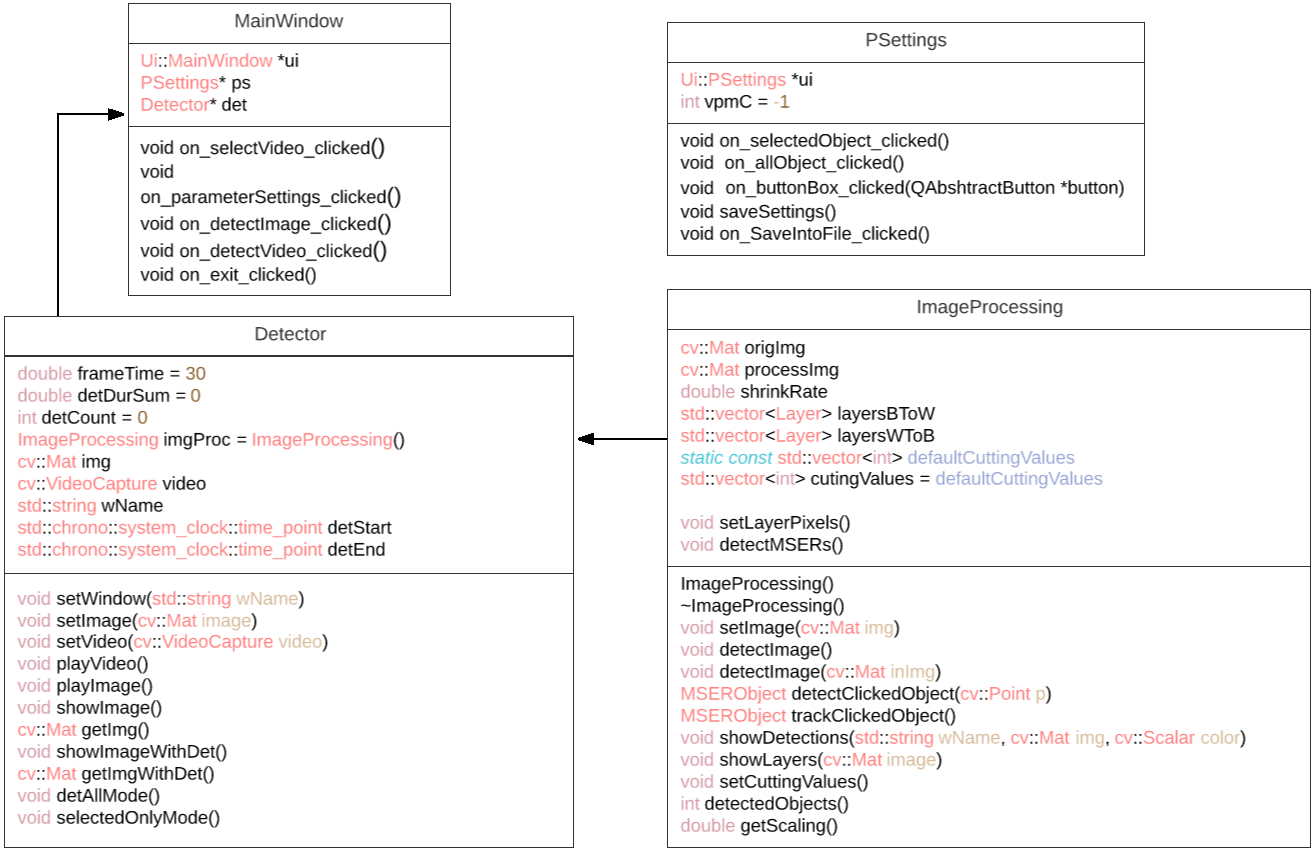 MainWindow
Ui::MainWindow *ui
PSettings* ps
Detector* det
void on_selectVideo_clicked()
void
on_parameterSettings_clicked()
void on_detectImage_clicked()
void on_detectVideo_clicked()
void on_exit_clicked()
PSettings
Ui::PSettings *ui
int vpmC = -1
void on_selectedObject_clicked()
void  on_allObject_clicked()
void  on_buttonBox_clicked(QAbshtractButton *button)
void saveSettings()
void on_SaveIntoFile_clicked()
Detector
double frameTime = 30
double detDurSum = 0
int detCount = 0
ImageProcessing imgProc = ImageProcessing()
cv::Mat img
cv::VideoCapture video
std::string wName
std::chrono::system_clock::time_point detStart
std::chrono::system_clock::time_point detEnd
void setWindow(std::string wName)
void setImage(cv::Mat image)
void setVideo(cv::VideoCapture video)
void playVideo()
void playImage()
void showImage()
cv::Mat getImg()
void showImageWithDet()
cv::Mat getImgWithDet()
void detAllMode()
void selectedOnlyMode()
ImageProcessing
cv::Mat origImg
cv::Mat processImg
double shrinkRate
std::vector<Layer> layersBToW
std::vector<Layer> layersWToB
static const std::vector<int> defaultCuttingValues
std::vector<int> cutingValues = defaultCuttingValues
void setLayerPixels()
void detectMSERs()
ImageProcessing()
~ImageProcessing()
void setImage(cv::Mat img)
void detectImage()
void detectImage(cv::Mat inImg)
MSERObject detectClickedObject(cv::Point p)
MSERObject trackClickedObject()
void showDetections(std::string wName, cv::Mat img, cv::Scalar color)
void showLayers(cv::Mat image)
void setCuttingValues()
int detectedObjects()
double getScaling()